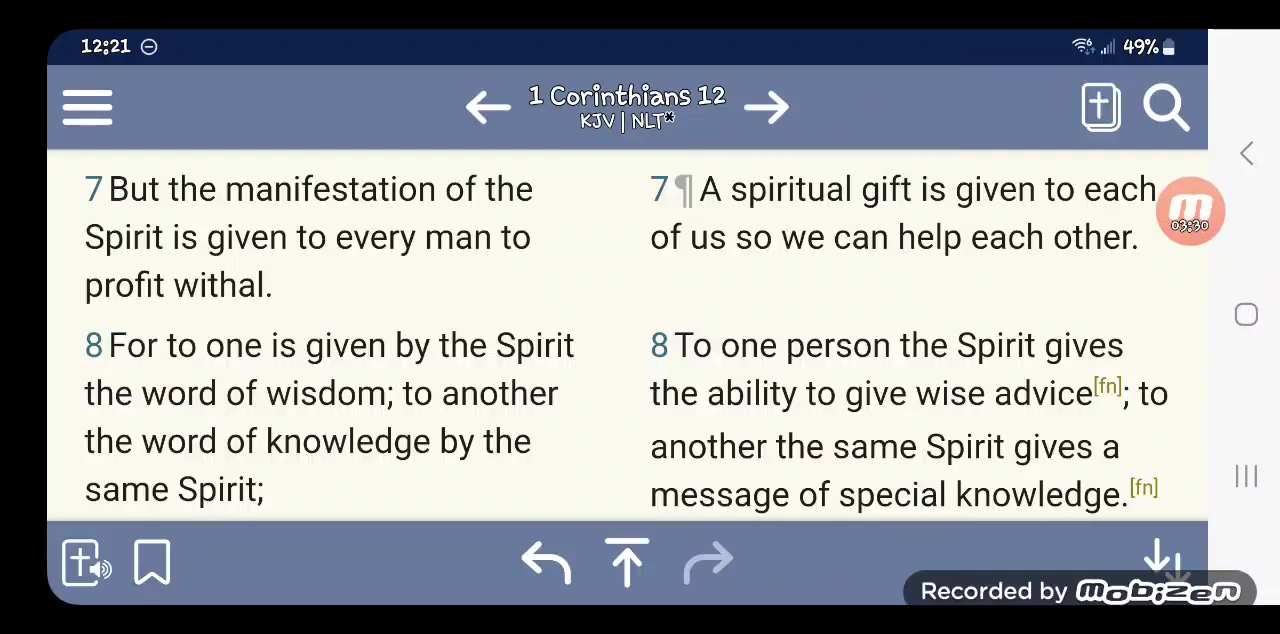 12:21
49%
1 Corinthians 12
KJV | NLT*
7 But the manifestation of the
Spirit is given to every man to
profit withal.
8 For to one is given by the Spirit
the word of wisdom; to another
the word of knowledge by the
same Spirit;
7 ¶ A spiritual gift is given to each
of us so we can help each other.
8 To one person the Spirit gives
the ability to give wise advice[fn]; to
another the same Spirit gives a
message of special knowledge.[fn]
03:30
Recorded by mobizen